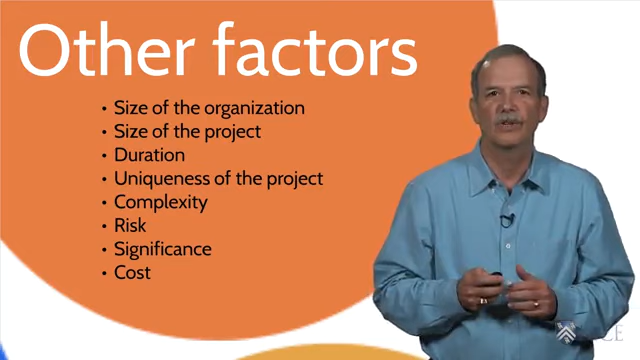 Other factors
• Size of the organization
• Size of the project
• Duration
• Uniqueness of the project
• Complexity
• Risk
• Significance
• Cost